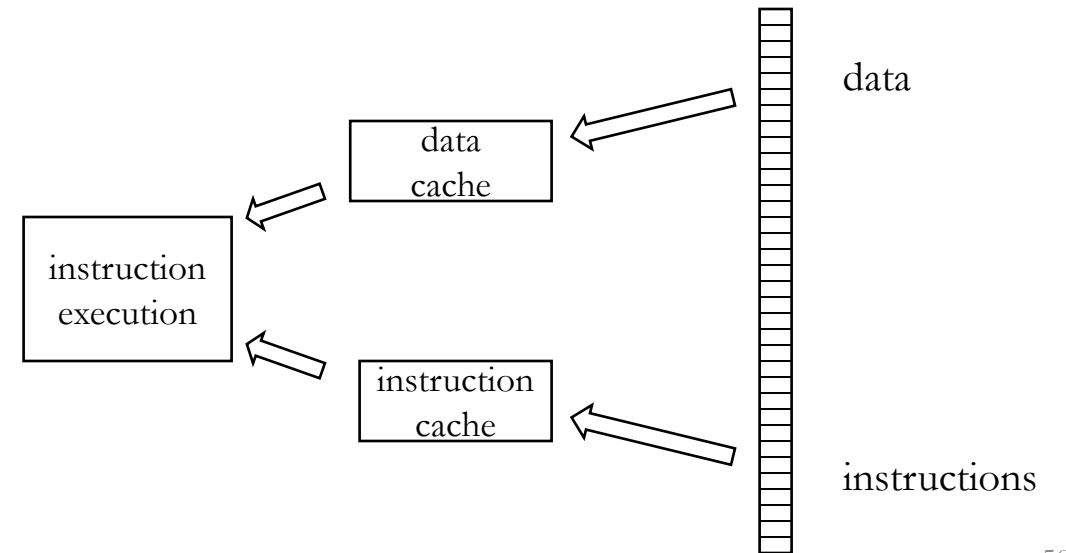 data
data
cache
instruction
execution
instruction
cache
instructions